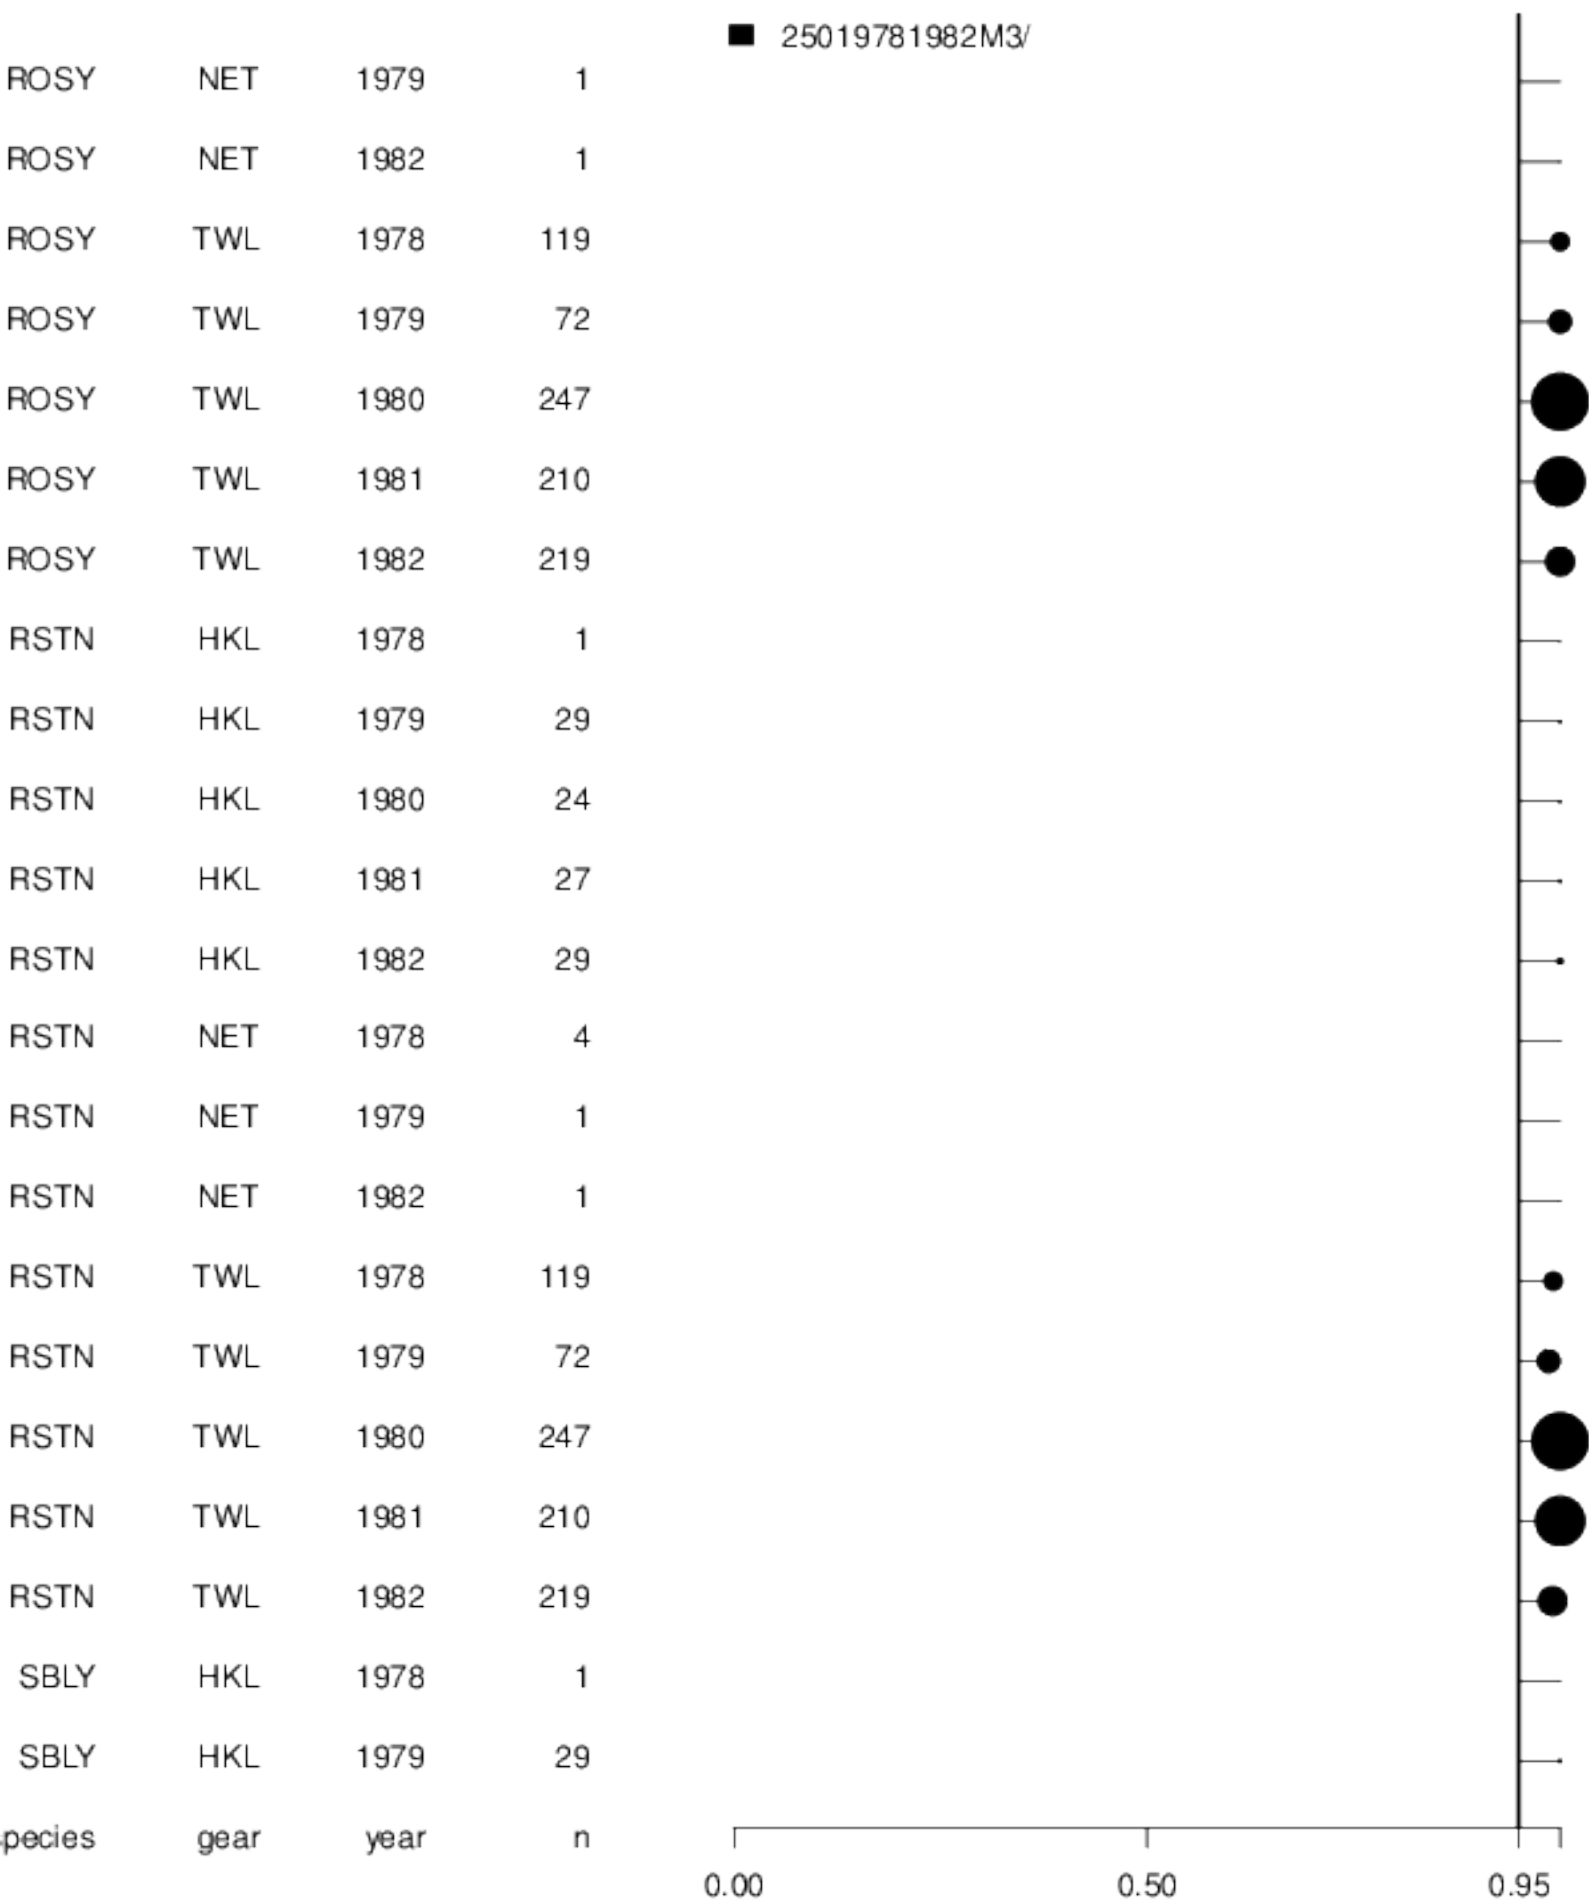 25019781982M3/
ROSY NET 1979 1
ROSY NET 1982 1
ROSY TWL 1978 119
ROSY TWL 1979 72
ROSY TWL 1980 247
ROSY TWL 1981 210
ROSY TWL 1982 219
RSTN HKL 1978 1
RSTN HKL 1979 29
RSTN HKL 1980 24
RSTN HKL 1981 27
RSTN HKL 1982 29
RSTN NET 1978 4
RSTN NET 1979 1
RSTN NET 1982 1
RSTN TWL 1978 119
RSTN TWL 1979 72
RSTN TWL 1980 247
RSTN TWL 1981 210
RSTN TWL 1982 219
SBLY HKL 1978 1
SBLY HKL 1979 29
pecies gear year n
0.00 0.50 0.95